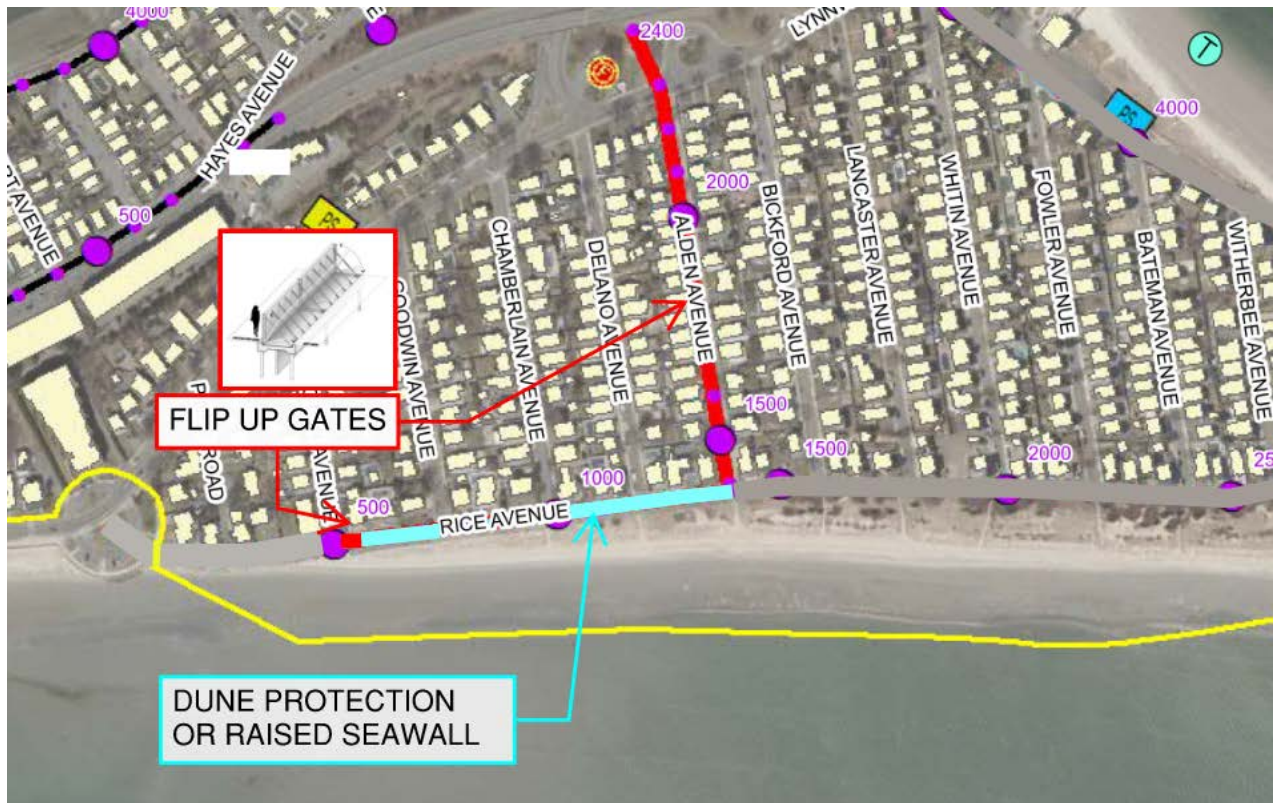 4000
2400
HAYES AVENUE
PS
4000
500
2000
PS
ALDEN AVENUE
BICKFORD AVENUE
LANCASTER AVENUE
WHITIN AVENUE
FOWLER AVENUE
BATEMAN AVENUE
WITHERBEE AVENUE
CHAMBERLAIN AVENUE
DELANO AVENUE
GOODWIN AVENUE
AVENUE
ROAD
FLIP UP GATES
1500
1500
2000
500
1000
RICE AVENUE
DUNE PROTECTION
OR RAISED SEAWALL